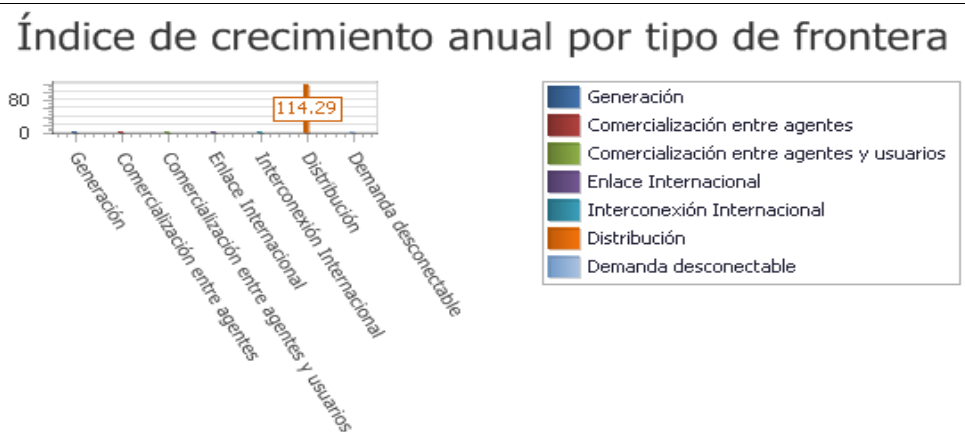 Índice de crecimiento anual por tipo de frontera
80
0
114.29
Generación
Comercialización entre agentes
Comercialización entre agentes y usuarios
Enlace Internacional
Interconexión Internacional
Distribución
Demanda desconectable
Generación
Comercialización entre agentes
Comercialización entre agentes y usuarios
Enlace Internacional
Interconexión Internacional
Distribución
Demanda desconectable